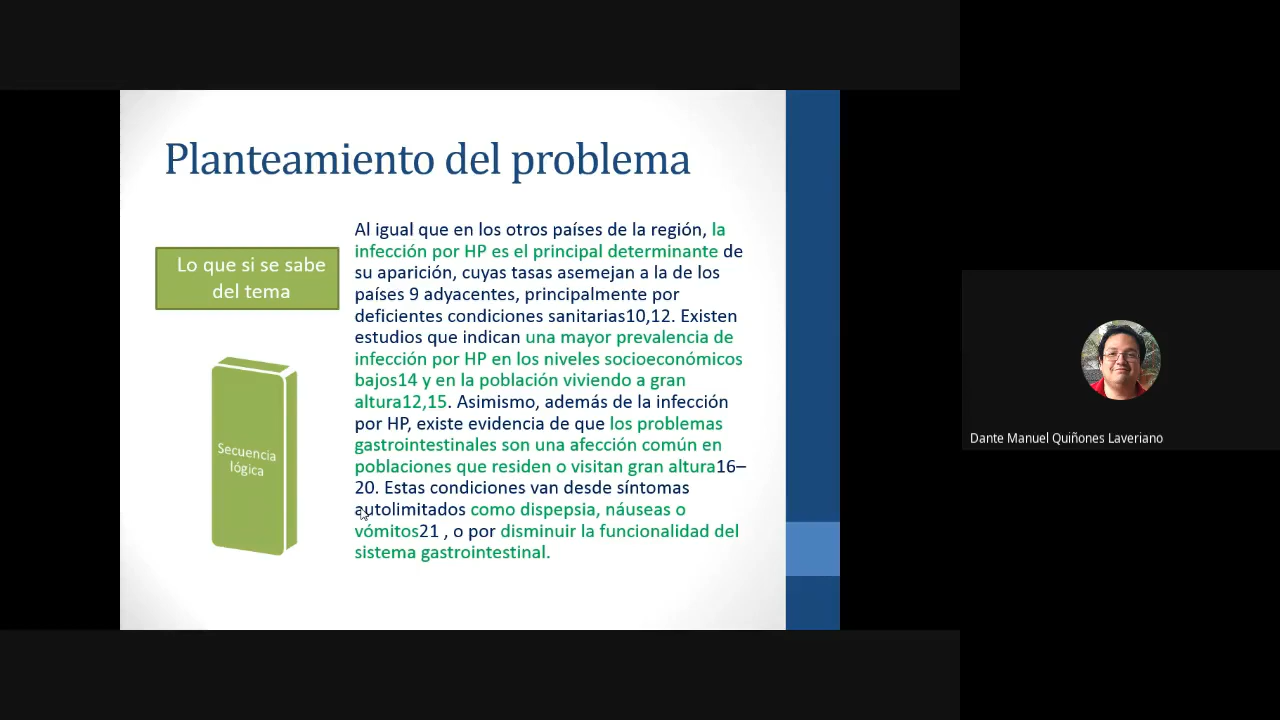 Planteamiento del problema
Lo que si se sabe
del tema
Secuencia
lógica
Al igual que en los otros países de la región, la
infección por HP es el principal determinante de
su aparición, cuyas tasas asemejan a la de los
países 9 adyacentes, principalmente por
deficientes condiciones sanitarias10,12. Existen
estudios que indican una mayor prevalencia de
infección por HP en los niveles socioeconómicos
bajos14 y en la población viviendo a gran
altura12,15. Asimismo, además de la infección
por HP, existe evidencia de que los problemas
gastrointestinales son una afección común en
poblaciones que residen o visitan gran altura16–
20. Estas condiciones van desde síntomas
autolimitados como dispepsia, náuseas o
vómitos21 , o por disminuir la funcionalidad del
sistema gastrointestinal.
Dante Manuel Quiñones Laveriano